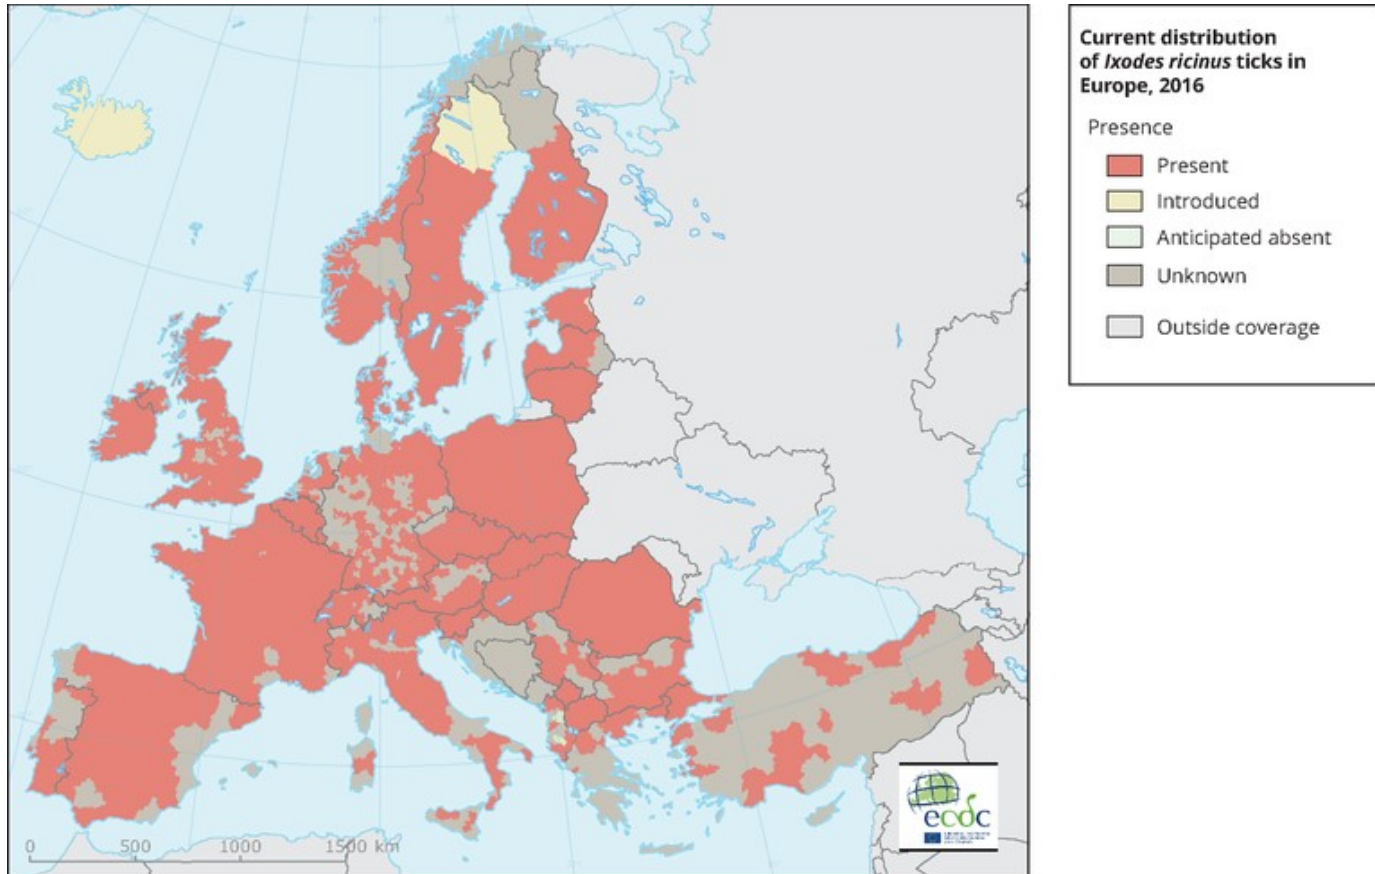 Current distribution
of Ixodes ricinus ticks in
Europe, 2016
Presence
Present
Introduced
Anticipated absent
Unknown
Outside coverage
0 500 1000 1500 km
ecdc